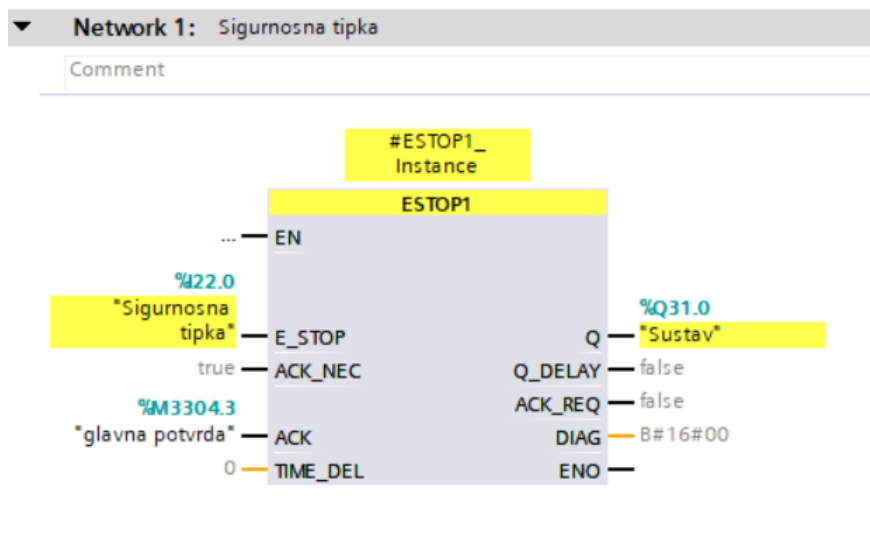 Network 1: Sigurnosna tipka
Comment
#ESTOP1_
Instance
ESTOP1
... EN
%I22.0
"Sigurnosna
tipka" E_STOP
%Q31.0
Q "Sustav"
true ACK_NEC
Q_DELAY false
%M3304.3
ACK_REQ false
"glavna potvrda" ACK
DIAG B#16#00
0 TIME_DEL
ENO